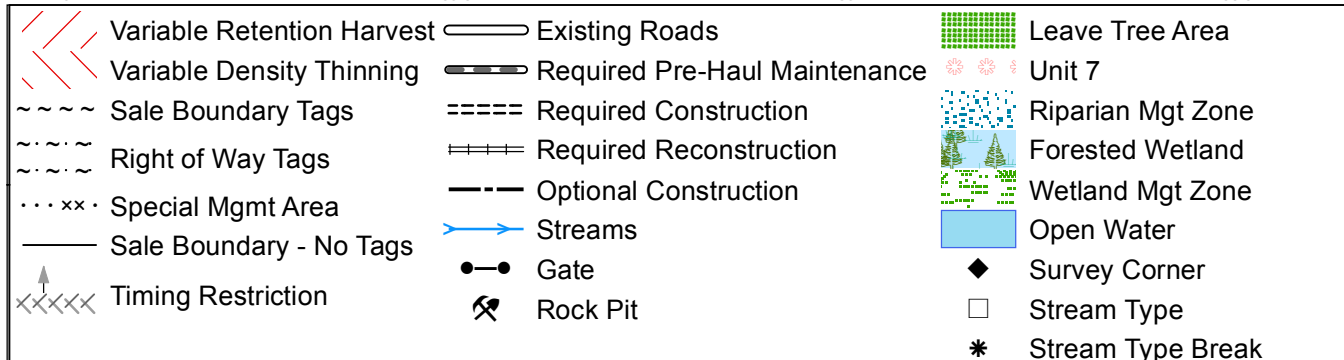 Variable Retention Harvest
Variable Density Thinning
Sale Boundary Tags
Right of Way Tags
Special Mgmt Area
Sale Boundary - No Tags
Timing Restriction
Existing Roads
Required Pre-Haul Maintenance
Required Construction
Required Reconstruction
Optional Construction
Streams
Gate
Rock Pit
Leave Tree Area
Unit 7
Riparian Mgt Zone
Forested Wetland
Wetland Mgt Zone
Open Water
Survey Corner
Stream Type
Stream Type Break